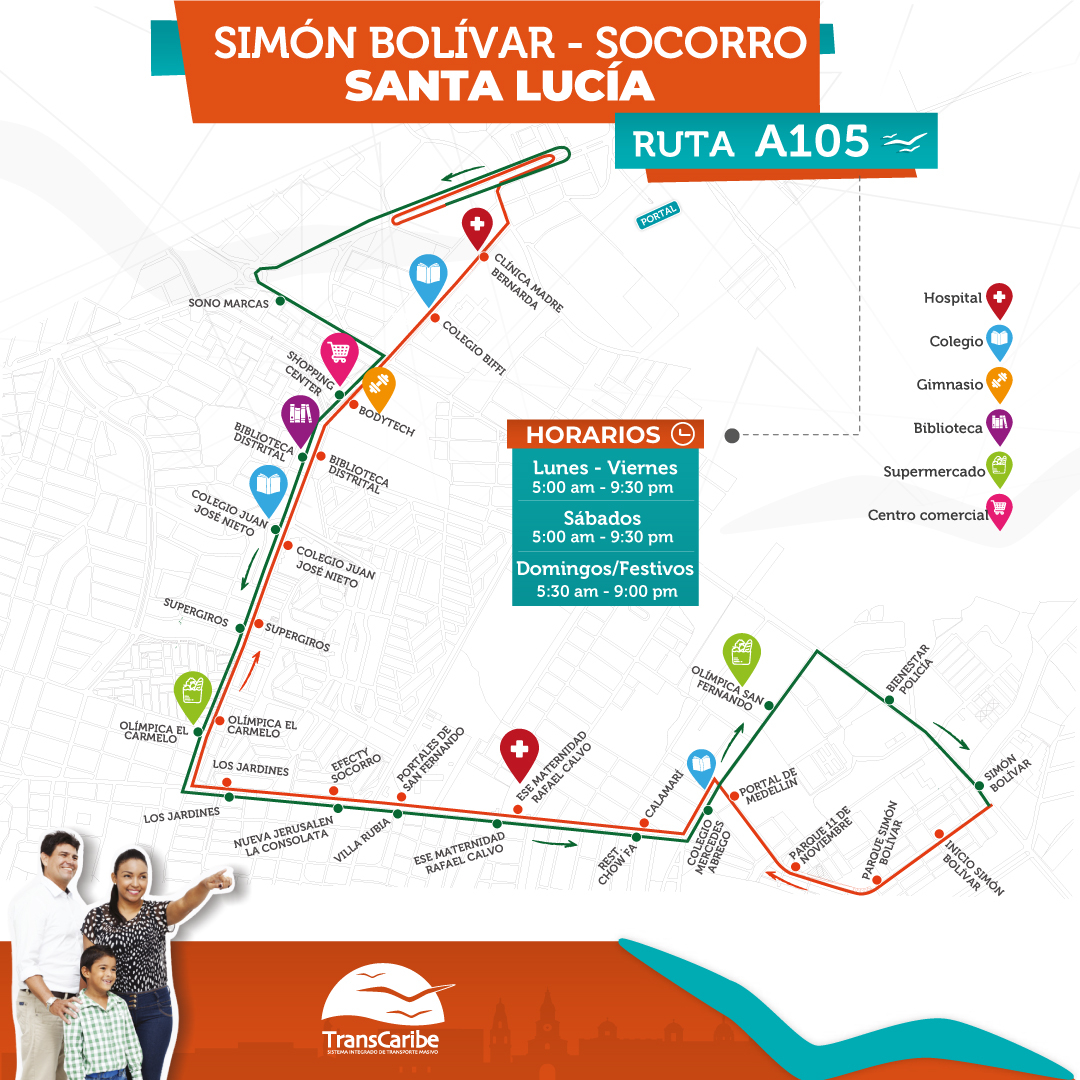 SIMÓN BOLÍVAR - SOCORRO
SANTA LUCÍA
RUTA A105
PORTAL
CLÍNICA MADRE
BERNARDA
COLEGIO BIFFI
SONO MARCAS
SHOPPING
CENTER
BODYTECH
BIBLIOTECA
DISTRITAL
BIBLIOTECA
DISTRITAL
COLEGIO JUAN
JOSÉ NIETO
COLEGIO JUAN
JOSÉ NIETO
SUPERGIROS
SUPERGIROS
OLÍMPICA EL
CARMELO
OLÍMPICA EL
CARMELO
Hospital
Colegio
Gimnasio
Biblioteca
Supermercado
Centro comercial
HORARIOS
Lunes - Viernes
5:00 am - 9:30 pm
Sábados
5:00 am - 9:30 pm
Domingos/Festivos
5:30 am - 9:00 pm
LOS JARDINES
EFECTY
SOCORRO
PORTALES DE
SAN FERNANDO
ESE MATERNIDAD
RAFAEL CALVO
CALAMARI
OLÍMPICA SAN
FERNANDO
BIENESTAR
POLICÍA
SIMÓN
BOLÍVAR
PORTAL DE
MEDELLIN
PARQUE 11 DE
NOVIEMBRE
PARQUE SIMÓN
BOLÍVAR
INICIO SIMÓN
BOLÍVAR
LOS JARDINES
NUEVA JERUSALEN
LA CONSOLATA
VILLA RUBIA
ESE MATERNIDAD
RAFAEL CALVO
REST.
CHOW FA
COLEGIO
MERCEDES
ABREGO
TransCaribe
SISTEMA INTEGRADO DE TRANSPORTE MASIVO